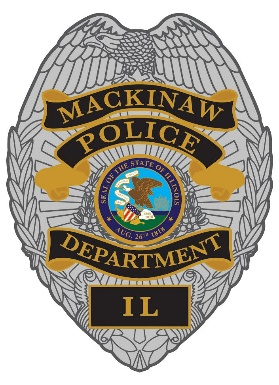 MACKINAW
POLICE
SEAL OF THE STATE OF ILLINOIS
AUG. 26TH 1818
DEPARTMENT
IL